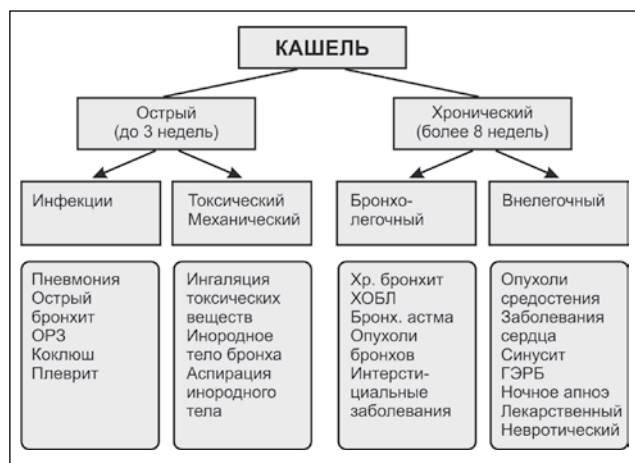 КАШЕЛЬ
Острый
(до 3 недель)
Хронический
(более 8 недель)
Инфекции
Токсический
Механический
Бронхо-
легочный
Внелегочный
Пневмония
Острый
бронхит
ОРЗ
Коклюш
Плеврит
Ингаляция
токсических
веществ
Инородное
тело бронха
Аспирация
инородного
тела
Хр. бронхит
ХОБЛ
Бронх. астма
Опухоли
бронхов
Интерсти-
циальные
заболевания
Опухоли
средостения
Заболевания
сердца
Синусит
ГЭРБ
Ночное апноэ
Лекарственный
Невротический